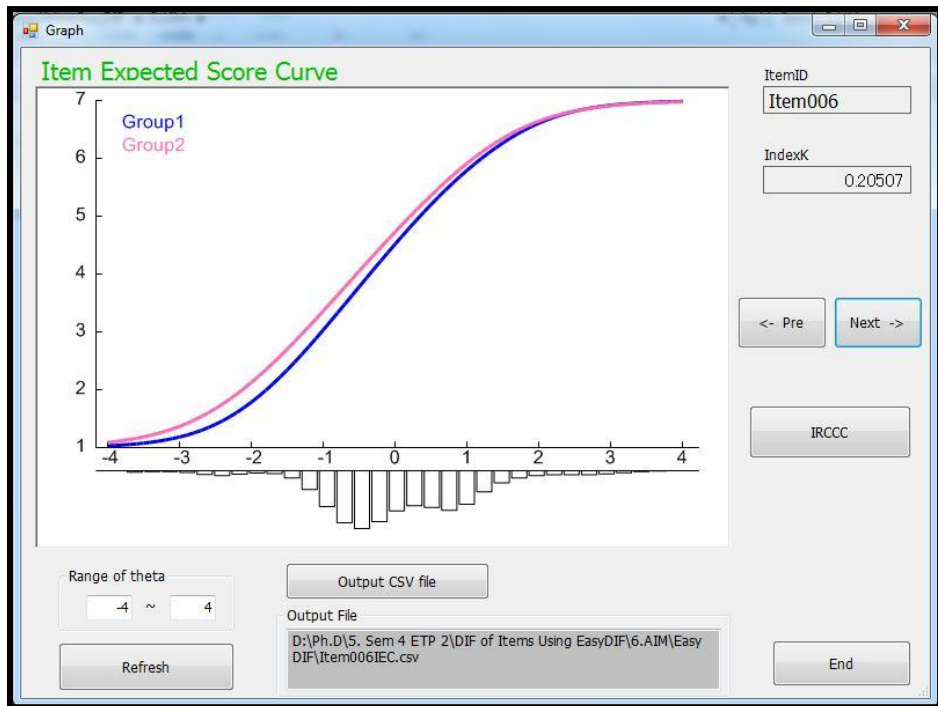 Graph
Item Expected Score Curve
7
Group1
Group2
6
5
4
3
2
1
-4 -3 -2 -1 0 1 2 3 4
ItemID
Item006
IndexK
0.20507
<- Pre Next ->
IRCCC
Range of theta
-4 ~ 4
Refresh
Output CSV file
Output File
D:\Ph.D\5. Sem 4 ETP 2\DIF of Items Using EasyDIF\6.AIM\Easy
DIF\Item006IEC.csv
End